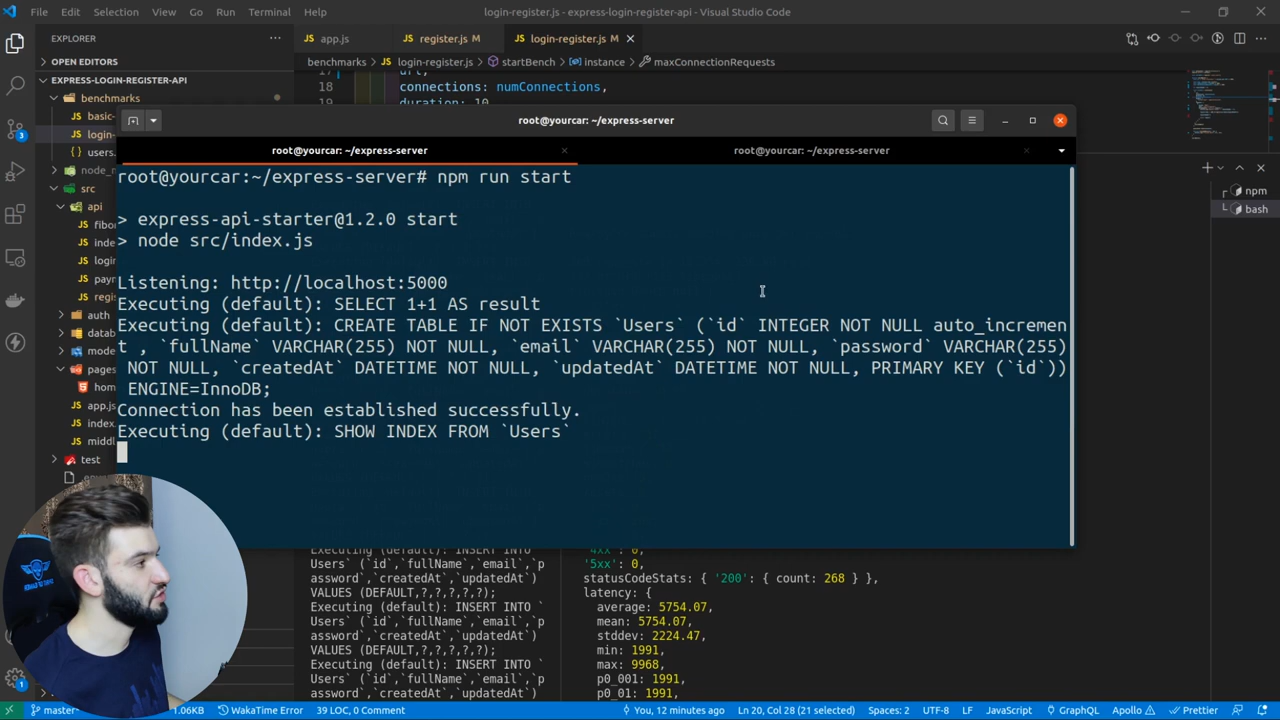 File Edit Selection View Go Run Terminal Help
login-register.js - express-login-register-api - Visual Studio Code
EXPLORER
app.js
register.js M
login-register.js M
OPEN EDITORS
benchmarks > login-register.js > startBench > instance > maxConnectionRequests
EXPRESS-LOGIN-REGISTER-API
benchmarks
basic-
login-
users.
node_m
src
api
fibo
inde
login
payn
regis
auth
datab
mode
pages
hom
app.js
index.
middl
test
17 url,
18 connections: numConnections,
19 duration: 10,
root@yourcar: ~/express-server
root@yourcar: ~/express-server
root@yourcar: ~/express-server
npm
bash
root@yourcar:~/express-server# npm run start
> express-api-starter@1.2.0 start
> node src/index.js
Listening: http://localhost:5000
Executing (default): SELECT 1+1 AS result
Executing (default): CREATE TABLE IF NOT EXISTS `Users` (`id` INTEGER NOT NULL auto_incremen
t , `fullName` VARCHAR(255) NOT NULL, `email` VARCHAR(255) NOT NULL, `password` VARCHAR(255)
NOT NULL, `createdAt` DATETIME NOT NULL, `updatedAt` DATETIME NOT NULL, PRIMARY KEY (`id`))
ENGINE=InnoDB;
Connection has been established successfully.
Executing (default): SHOW INDEX FROM `Users`
Executing (default): INSERT INTO `
Users` (`id`,`fullName`,`email`,`p
assword`,`createdAt`,`updatedAt`)
VALUES (DEFAULT,?,?,?,?,?);
Executing (default): INSERT INTO `
Users` (`id`,`fullName`,`email`,`p
assword`,`createdAt`,`updatedAt`)
VALUES (DEFAULT,?,?,?,?,?);
Executing (default): INSERT INTO `
Users` (`id`,`fullName`,`email`,`p
assword`,`createdAt`,`updatedAt`)
'4xx': 0,
'5xx': 0,
statusCodeStats: { '200': { count: 268 } },
latency: {
average: 5754.07,
mean: 5754.07,
stddev: 2224.47,
min: 1991,
max: 9968,
p0_001: 1991,
p0_01: 1991,
master* 1.06KB WakaTime Error 39 LOC, 0 Comment You, 12 minutes ago Ln 20, Col 28 (21 selected) Spaces: 2 UTF-8 LF JavaScript GraphQL Apollo Prettier